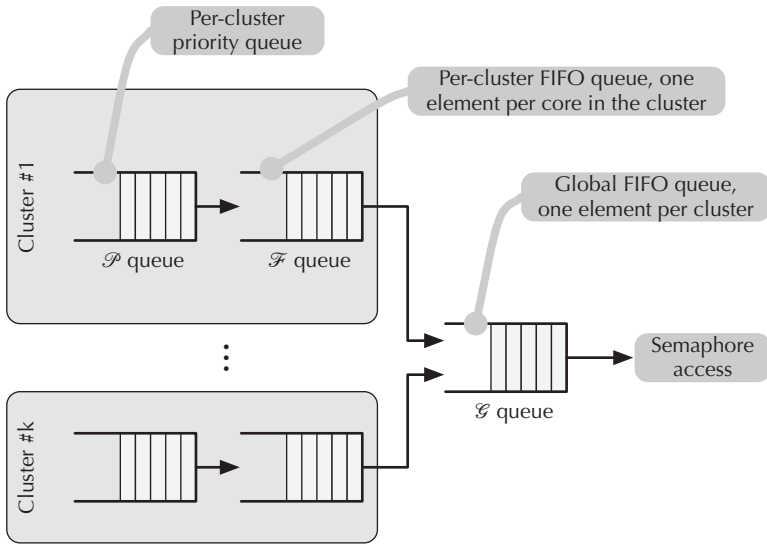 Per-cluster
priority queue
Per-cluster FIFO queue, one
element per core in the cluster
Cluster #1
Global FIFO queue,
one element per cluster
𝒫 queue
ℱ queue
Semaphore
access
𝒢 queue
Cluster #k